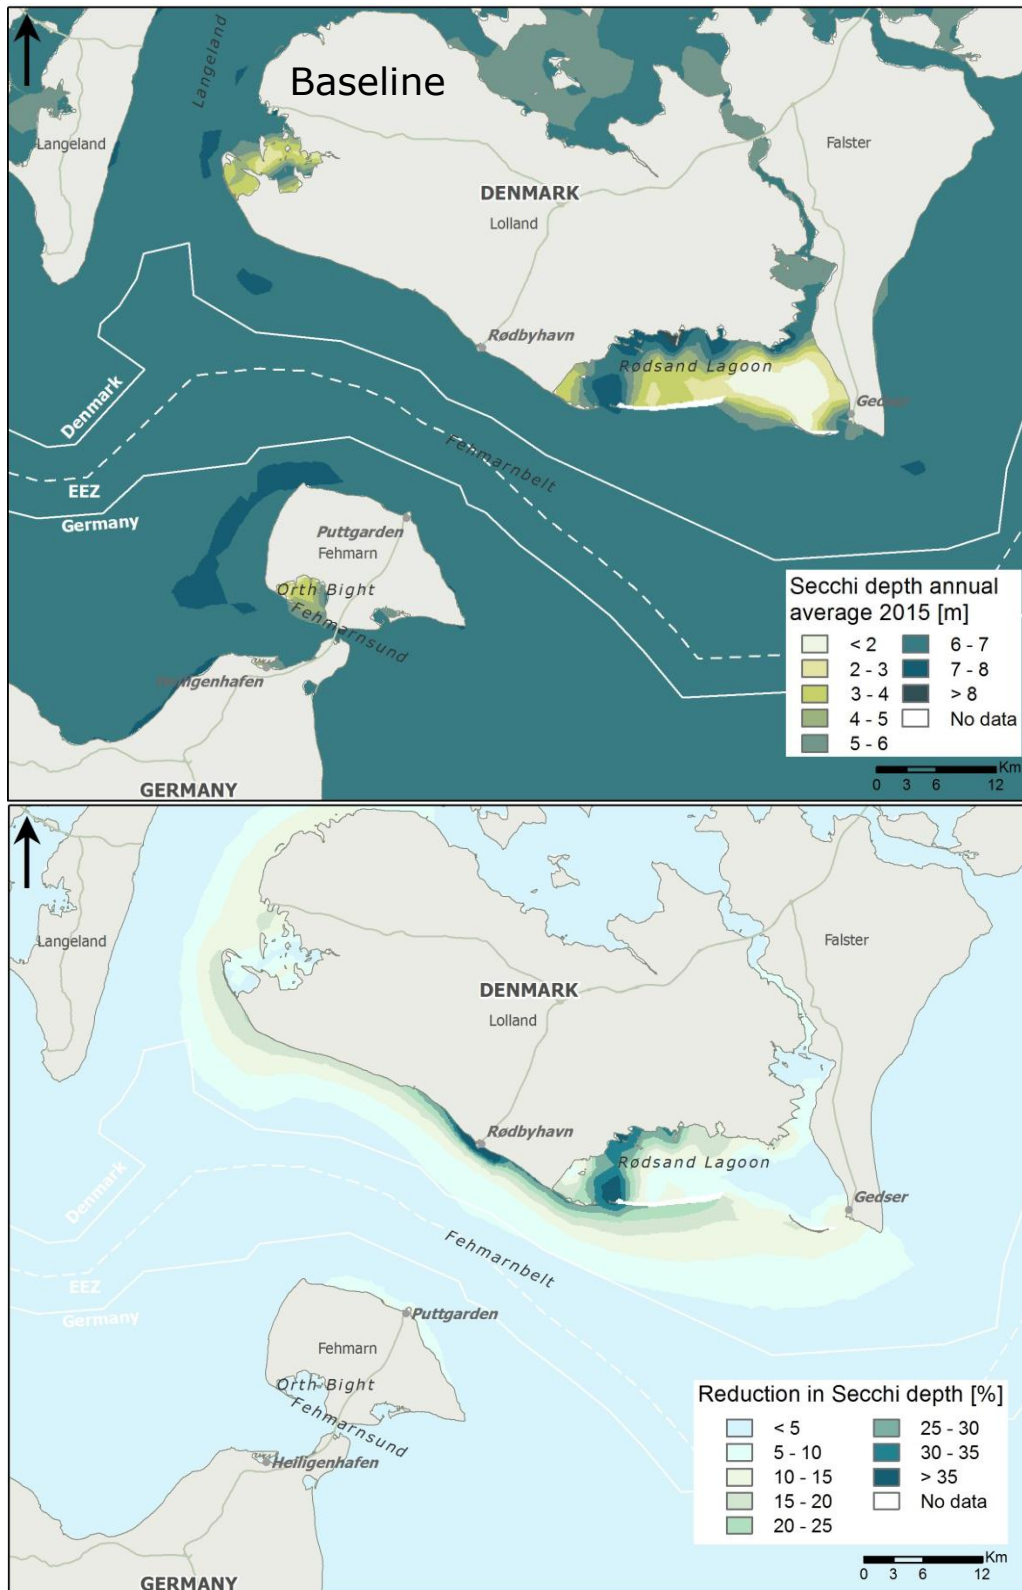 Baseline
Langeland
Langeland
Falster
DENMARK
Lolland
Rødbyhavn
Rødsand Lagoon
Gedser
Denmark
Fehmarnbelt
EEZ
Germany
Puttgarden
Fehmarn
Orth Bight
Fehmarnsund
Heiligenhafen
GERMANY
Secchi depth annual
average 2015 [m]
< 2
2 - 3
3 - 4
4 - 5
5 - 6
6 - 7
7 - 8
> 8
No data
Km
0 3 6 12
Langeland
Falster
DENMARK
Lolland
Rødbyhavn
Rødsand Lagoon
Gedser
Denmark
Fehmarnbelt
EEZ
Germany
Puttgarden
Fehmarn
Orth Bight
Fehmarnsund
Heiligenhafen
GERMANY
Reduction in Secchi depth [%]
< 5
5 - 10
10 - 15
15 - 20
20 - 25
25 - 30
30 - 35
> 35
No data
Km
0 3 6 12